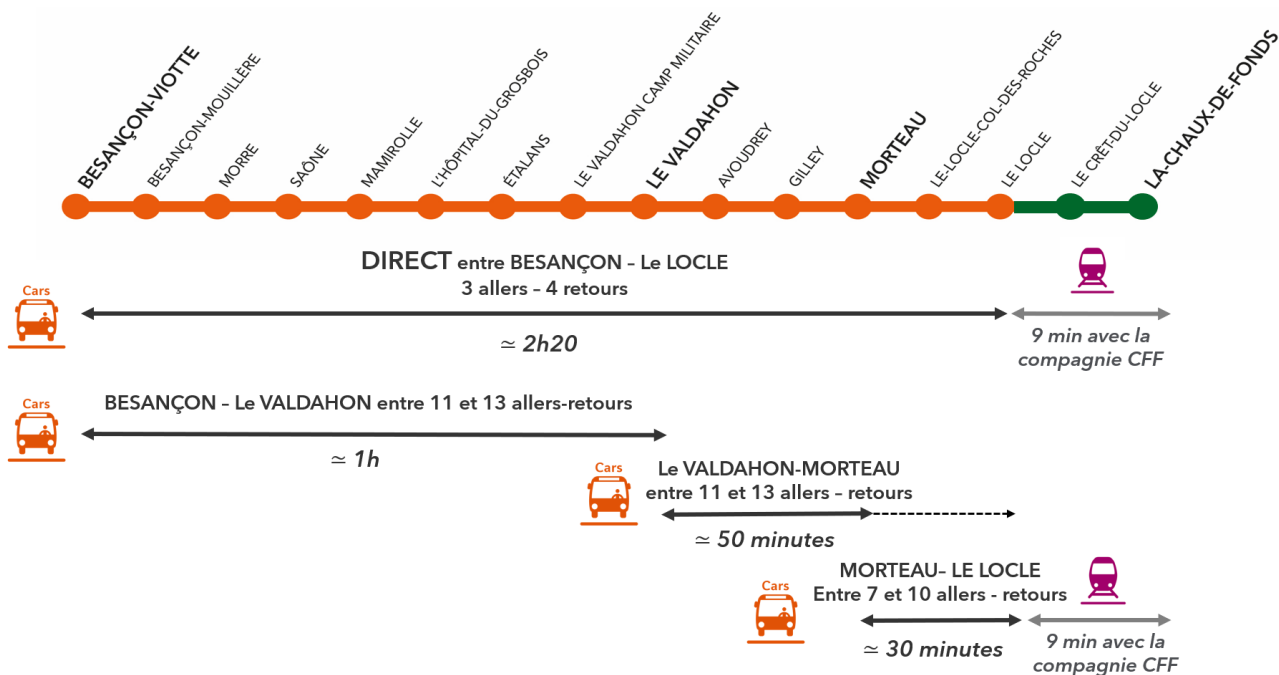 BESANÇON-VIOTTE
BESANÇON-MOUILLÈRE
MORRE
SAÔNE
MAMIROLLE
L'HÔPITAL-DU-GROSBOIS
ÉTALANS
LE VALDAHON CAMP MILITAIRE
LE VALDAHON
AVOUDREY
GILLEY
MORTEAU
LE-LOCLE-COL-DES-ROCHES
LE LOCLE
LE CRÊT-DU-LOCLE
LA-CHAUX-DE-FONDS
DIRECT entre BESANÇON – Le LOCLE
3 allers – 4 retours
Cars
≃ 2h20
9 min avec la
compagnie CFF
Cars
BESANÇON – Le VALDAHON entre 11 et 13 allers-retours
≃ 1h
Cars
Le VALDAHON-MORTEAU
entre 11 et 13 allers – retours
≃ 50 minutes
Cars
MORTEAU– LE LOCLE
Entre 7 et 10 allers - retours
≃ 30 minutes
9 min avec la
compagnie CFF